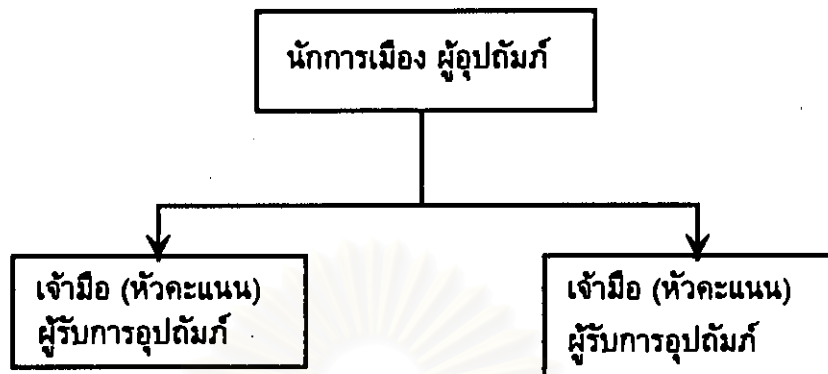 นักการเมือง ผู้อุปถัมภ์
เจ้ามือ (หัวคะแนน)
ผู้รับการอุปถัมภ์
เจ้ามือ (หัวคะแนน)
ผู้รับการอุปถัมภ์